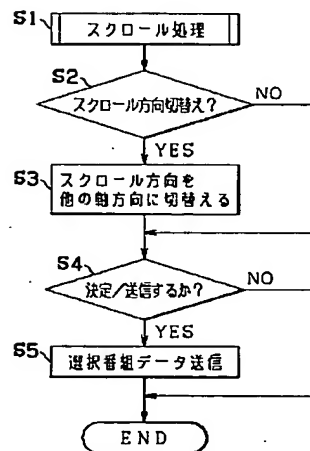 S1
スクロール処理
S2
スクロール方向切替え?
NO
YES
S3
スクロール方向を
他の軸方向に切替える
S4
決定/送信するか?
NO
YES
S5
選択番組データ送信
END